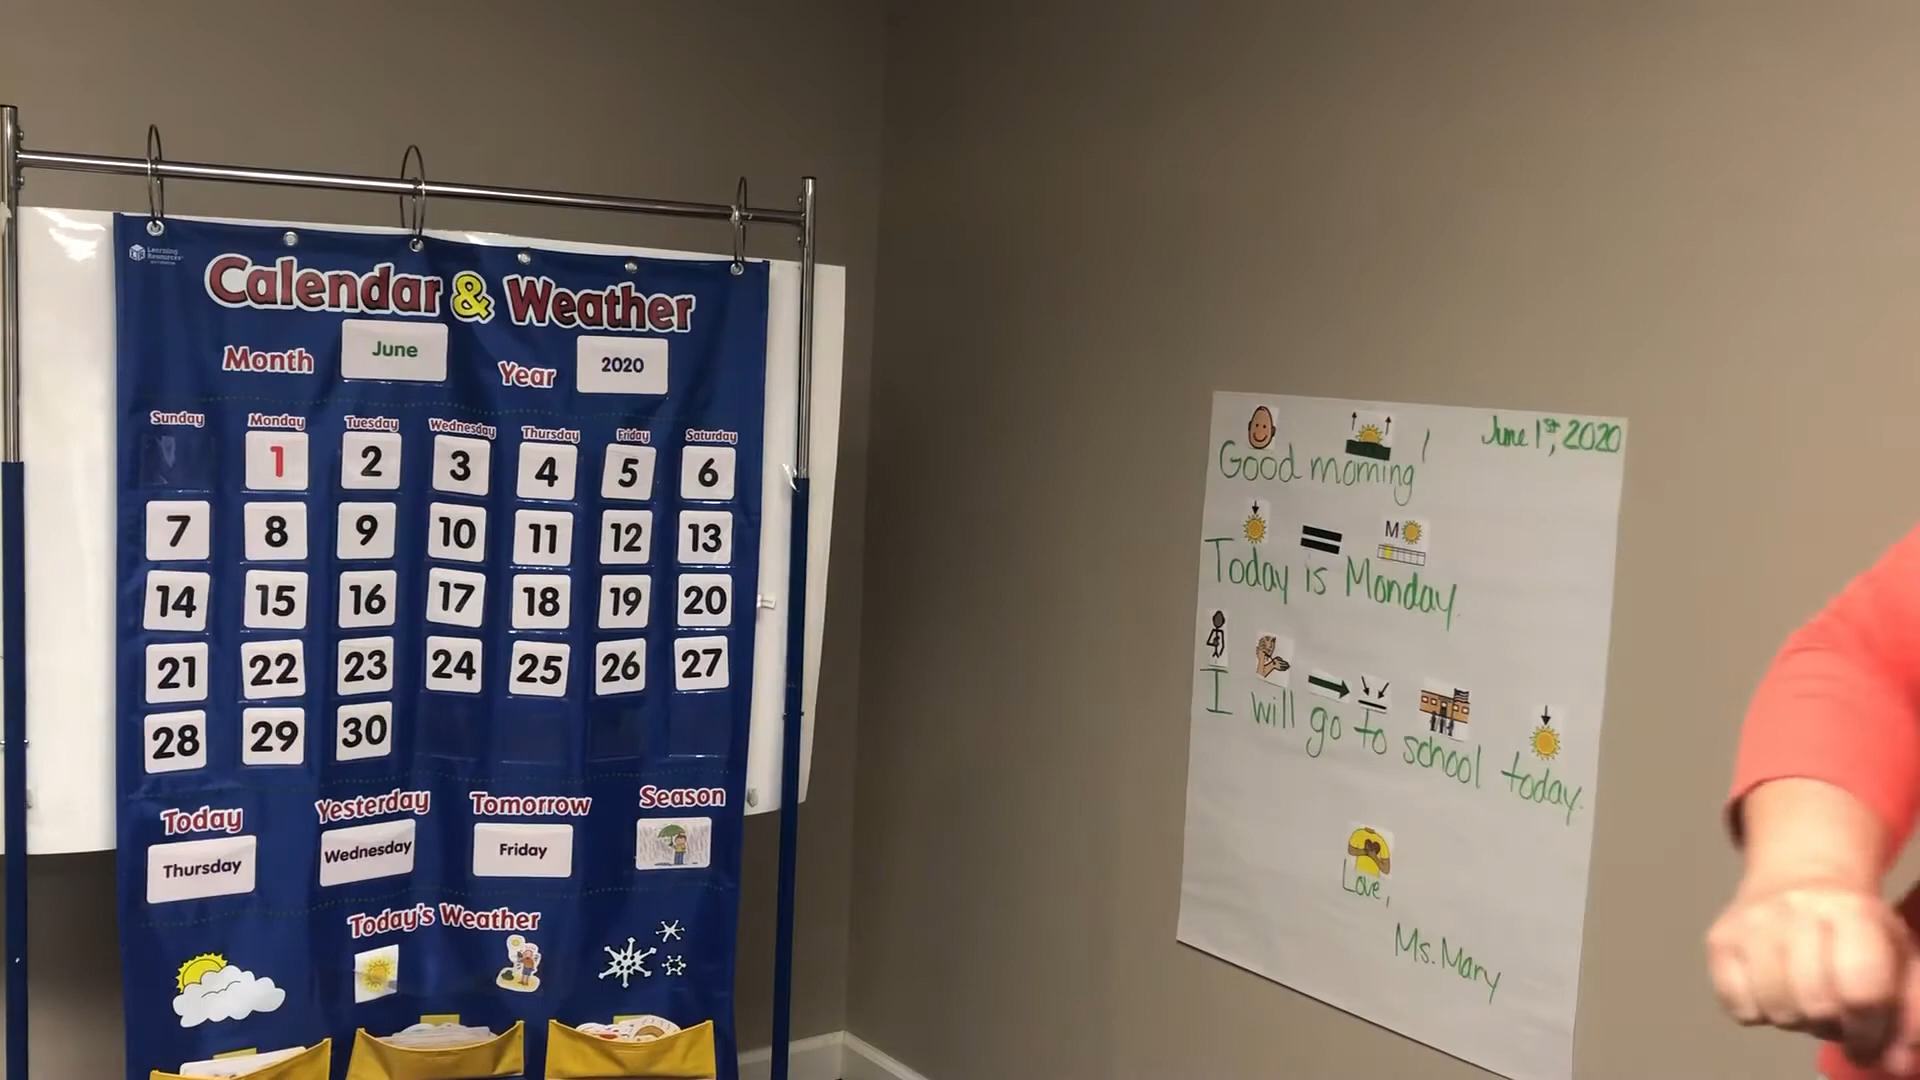 Learning Resources
Calendar & Weather
Month June Year 2020
Sunday Monday Tuesday Wednesday Thursday Friday Saturday
1 2 3 4 5 6
7 8 9 10 11 12 13
14 15 16 17 18 19 20
21 22 23 24 25 26 27
28 29 30
Today Yesterday Tomorrow Season
Thursday Wednesday Friday
Today's Weather
June 1st, 2020
Good morning!
M
Today is Monday.
I will go to school today.
Love,
Ms. Mary